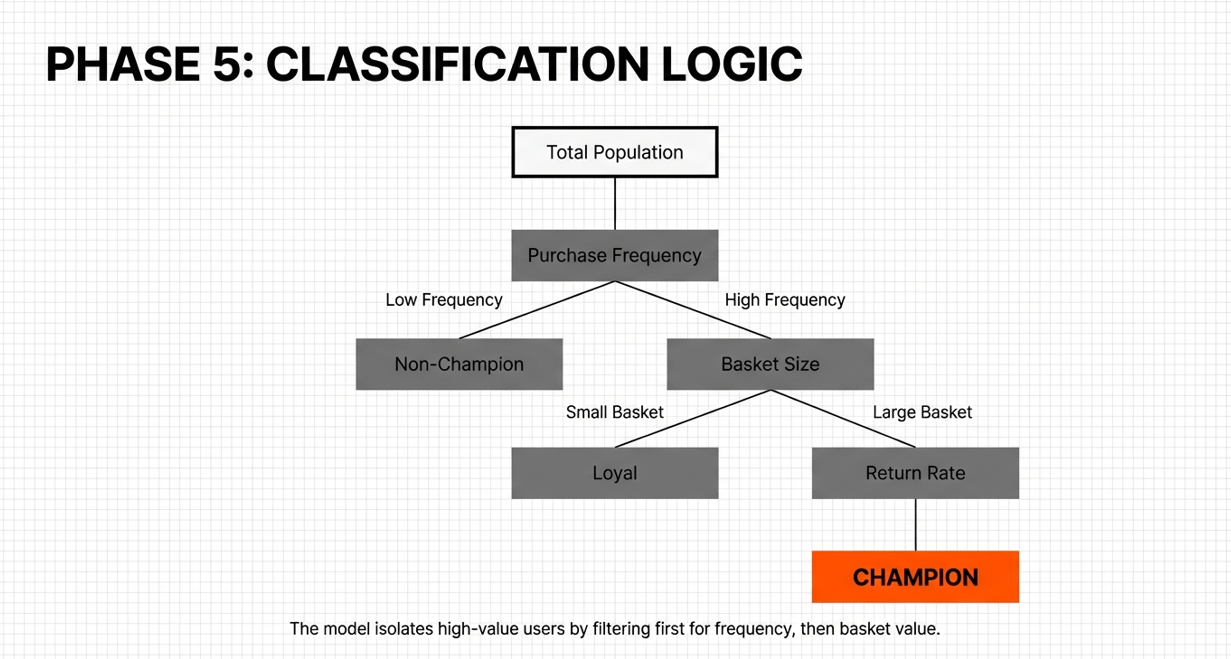 PHASE 5: CLASSIFICATION LOGIC
Total Population
Purchase Frequency
Low Frequency
High Frequency
Non-Champion
Basket Size
Small Basket
Large Basket
Loyal
Return Rate
CHAMPION
The model isolates high-value users by filtering first for frequency, then basket value.